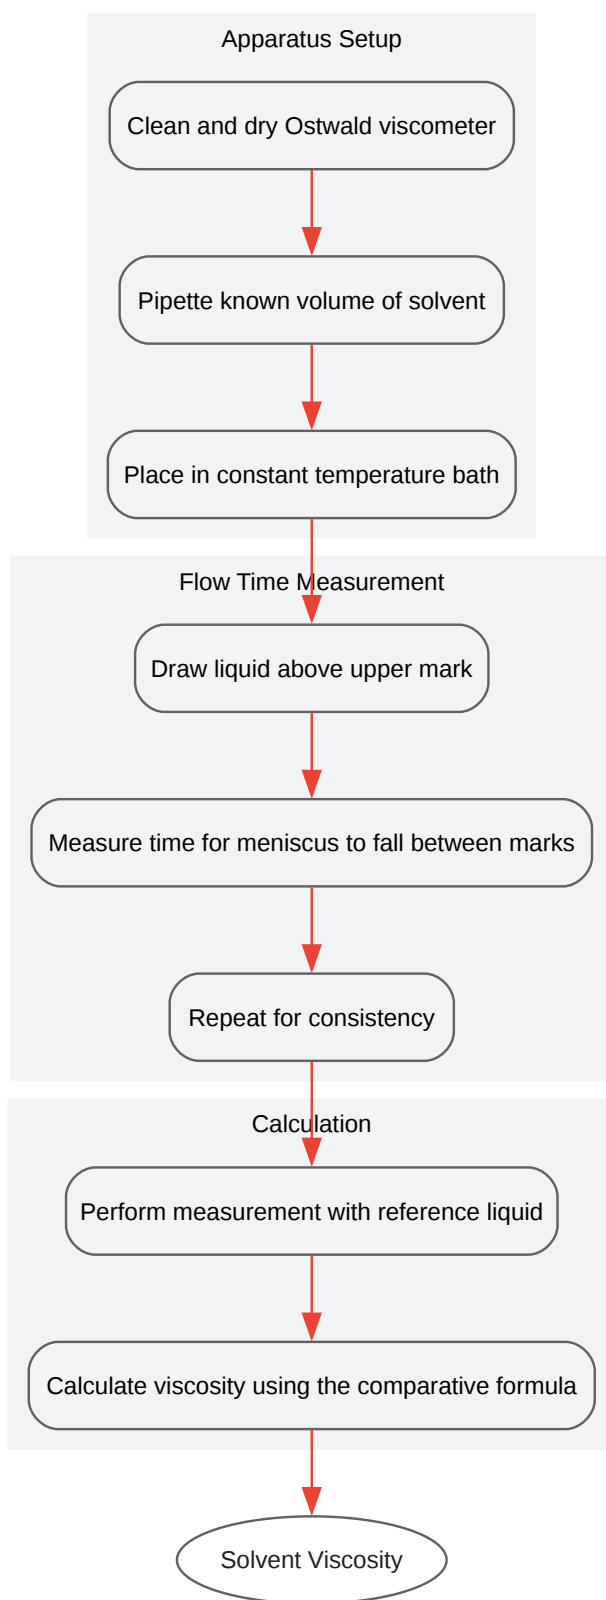 Apparatus Setup
Clean and dry Ostwald viscometer
Pipette known volume of solvent
Place in constant temperature bath
Flow Time Measurement
Draw liquid above upper mark
Measure time for meniscus to fall between marks
Repeat for consistency
Calculation
Perform measurement with reference liquid
Calculate viscosity using the comparative formula
Solvent Viscosity